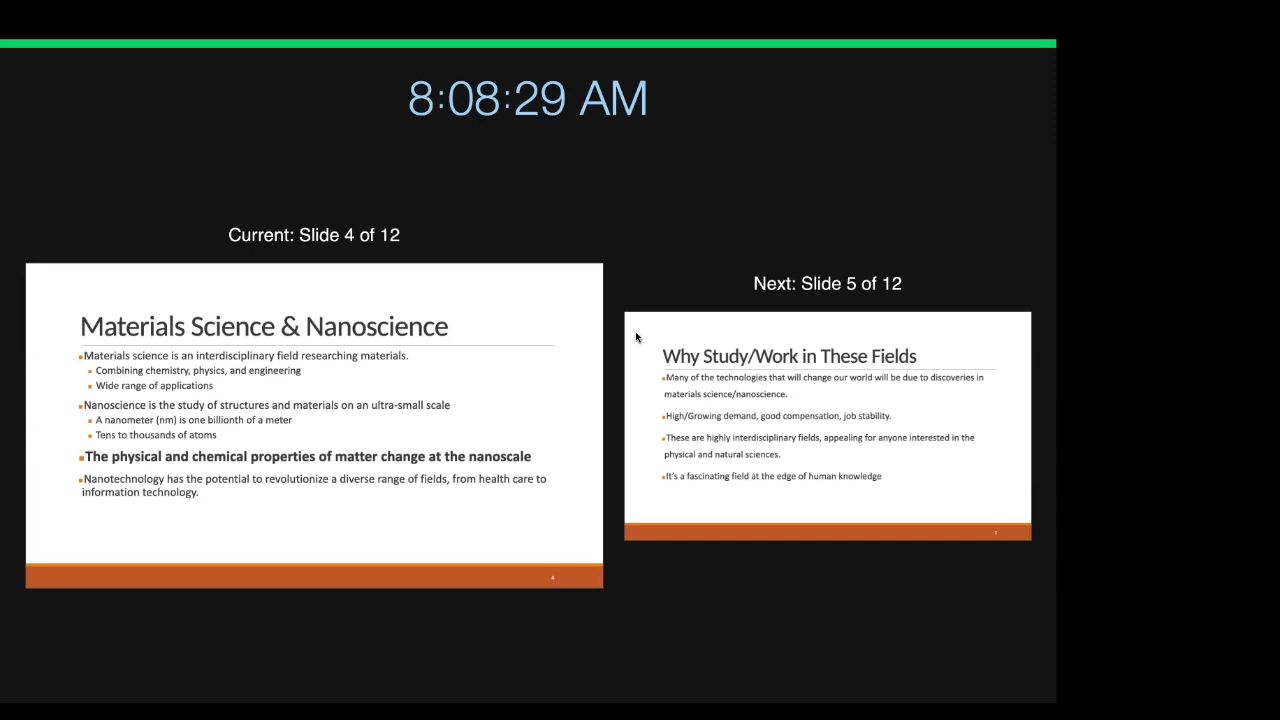 8:08:29 AM
Current: Slide 4 of 12
Materials Science & Nanoscience
Materials science is an interdisciplinary field researching materials.
Combining chemistry, physics, and engineering
Wide range of applications
Nanoscience is the study of structures and materials on an ultra-small scale
A nanometer (nm) is one billionth of a meter
Tens to thousands of atoms
The physical and chemical properties of matter change at the nanoscale
Nanotechnology has the potential to revolutionize a diverse range of fields, from health care to
information technology.
4
Next: Slide 5 of 12
Why Study/Work in These Fields
Many of the technologies that will change our world will be due to discoveries in
materials science/nanoscience.
High/Growing demand, good compensation, job stability.
These are highly interdisciplinary fields, appealing for anyone interested in the
physical and natural sciences.
It's a fascinating field at the edge of human knowledge